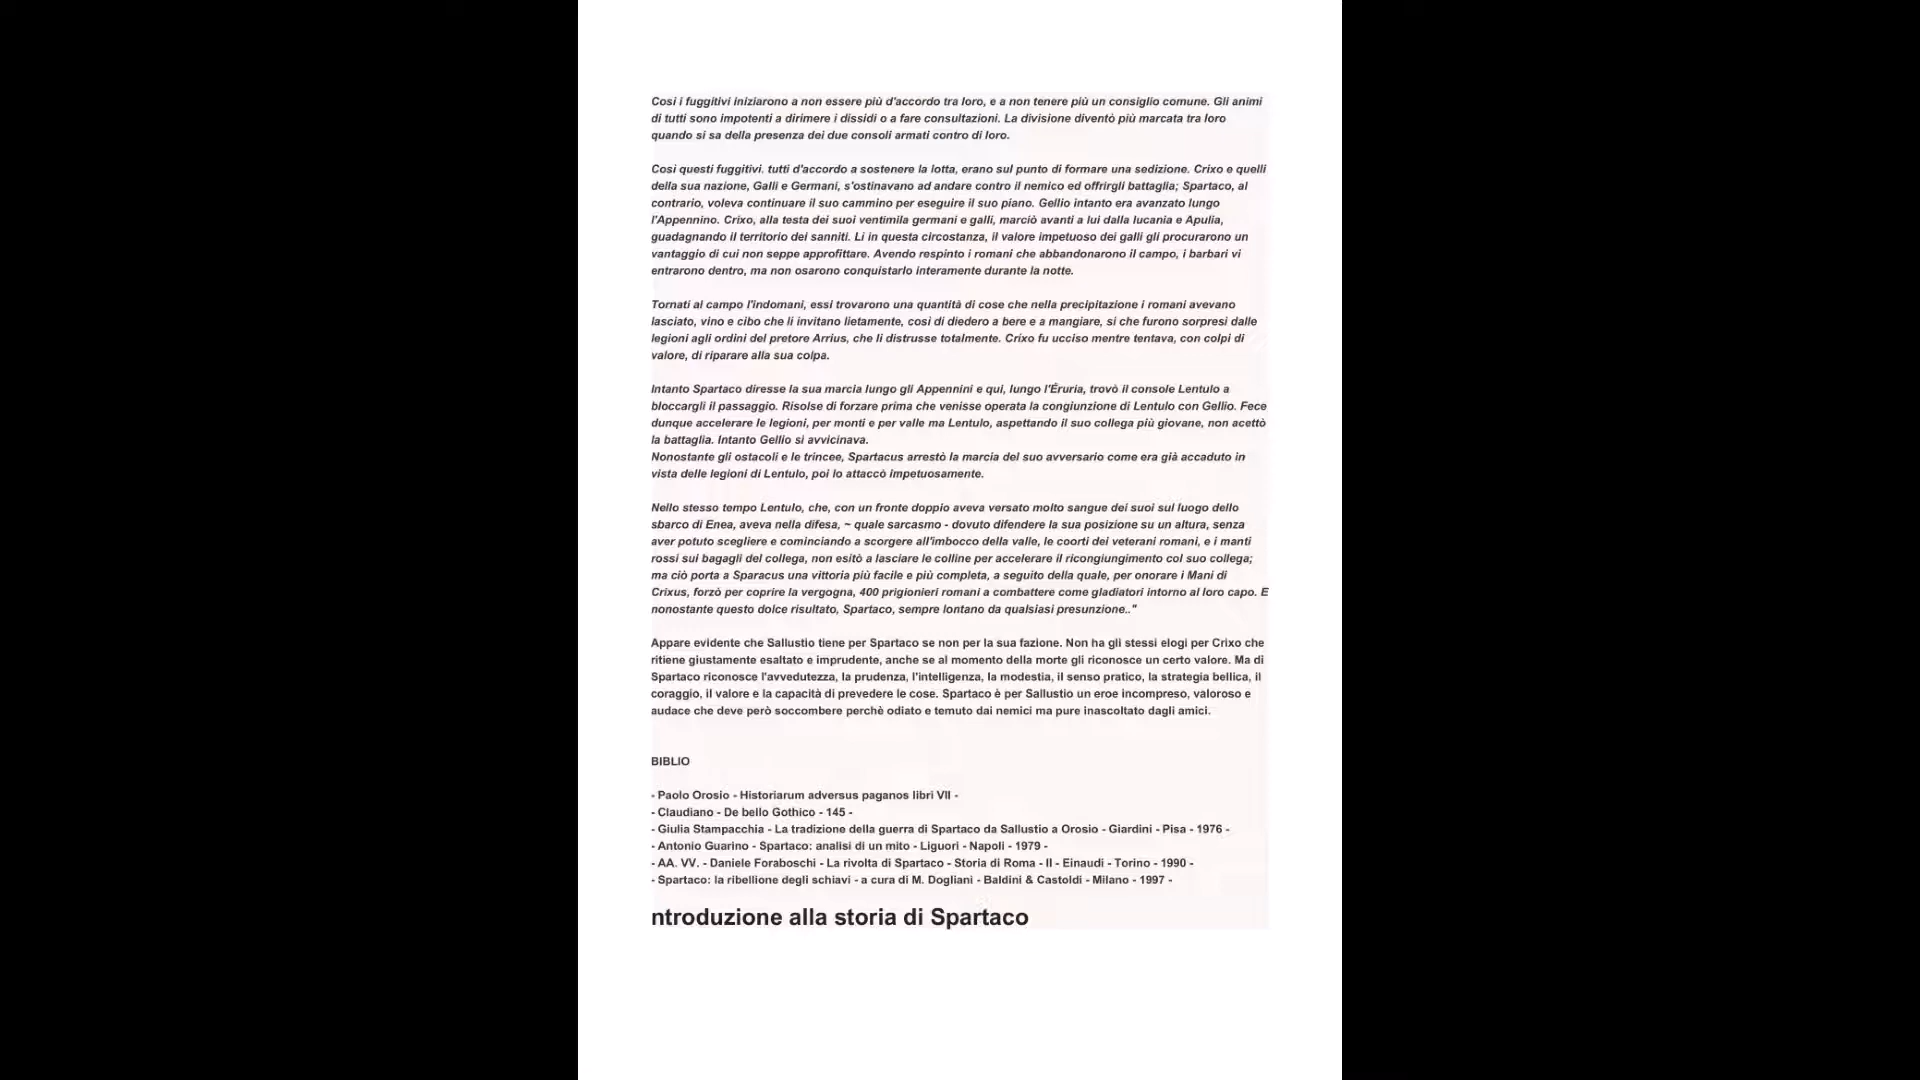 Cosi i fuggitivi iniziarono a non essere più d'accordo tra loro, e a non tenere più un consiglio comune. Gli animi
di tutti sono impotenti a dirimere i dissidi o a fare consultazioni. La divisione diventò più marcata tra loro
quando si sa della presenza dei due consoli armati contro di loro.
Cosi questi fuggitivi. tutti d'accordo a sostenere la lotta, erano sul punto di formare una sedizione. Crixo e quelli
della sua nazione, Galli e Germani, s'ostinavano ad andare contro il nemico ed offrirgli battaglia; Spartaco, al
contrario, voleva continuare il suo cammino per eseguire il suo piano. Gellio intanto era avanzato lungo
l'Appennino. Crixo, alla testa dei suoi ventimila germani e galli, marciò avanti a lui dalla lucania e Apulia,
guadagnando il territorio dei sanniti. Li in questa circostanza, il valore impetuoso dei galli gli procurarono un
vantaggio di cui non seppe approfittare. Avendo respinto i romani che abbandonarono il campo, i barbari vi
entrarono dentro, ma non osarono conquistarlo interamente durante la notte.
Tornati al campo l'indomani, essi trovarono una quantità di cose che nella precipitazione i romani avevano
lasciato, vino e cibo che li invitano lietamente, cosi di diedero a bere e a mangiare, si che furono sorpresi dalle
legioni agli ordini del pretore Arrius, che li distrusse totalmente. Crixo fu ucciso mentre tentava, con colpi di
valore, di riparare alla sua colpa.
Intanto Spartaco diresse la sua marcia lungo gli Appennini e qui, lungo l'Éruria, trovò il console Lentulo a
bloccargli il passaggio. Risolse di forzare prima che venisse operata la congiunzione di Lentulo con Gellio. Fece
dunque accelerare le legioni, per monti e per valle ma Lentulo, aspettando il suo collega più giovane, non acettò
la battaglia. Intanto Gellio si avvicinava.
Nonostante gli ostacoli e le trincee, Spartacus arrestò la marcia del suo avversario come era già accaduto in
vista delle legioni di Lentulo, poi lo attaccò impetuosamente.
Nello stesso tempo Lentulo, che, con un fronte doppio aveva versato molto sangue dei suoi sul luogo dello
sbarco di Enea, aveva nella difesa, ~ quale sarcasmo - dovuto difendere la sua posizione su un altura, senza
aver potuto scegliere e cominciando a scorgere all'imbocco della valle, le coorti dei veterani romani, e i manti
rossi sui bagagli del collega, non esitò a lasciare le colline per accelerare il ricongiungimento col suo collega;
ma ciò porta a Sparacus una vittoria più facile e più completa, a seguito della quale, per onorare i Mani di
Crixus, forzò per coprire la vergogna, 400 prigionieri romani a combattere come gladiatori intorno al loro capo. E
nonostante questo dolce risultato, Spartaco, sempre lontano da qualsiasi presunzione.."
Appare evidente che Sallustio tiene per Spartaco se non per la sua fazione. Non ha gli stessi elogi per Crixo che
ritiene giustamente esaltato e imprudente, anche se al momento della morte gli riconosce un certo valore. Ma di
Spartaco riconosce l'avvedutezza, la prudenza, l'intelligenza, la modestia, il senso pratico, la strategia bellica, il
coraggio, il valore e la capacità di prevedere le cose. Spartaco è per Sallustio un eroe incompreso, valoroso e
audace che deve però soccombere perchè odiato e temuto dai nemici ma pure inascoltato dagli amici.
BIBLIO
- Paolo Orosio - Historiarum adversus paganos libri VII -
- Claudiano - De bello Gothico - 145 -
- Giulia Stampacchia - La tradizione della guerra di Spartaco da Sallustio a Orosio - Giardini - Pisa - 1976 -
- Antonio Guarino - Spartaco: analisi di un mito - Liguori - Napoli - 1979 -
- AA. VV. - Daniele Foraboschi - La rivolta di Spartaco - Storia di Roma - II - Einaudi - Torino - 1990 -
- Spartaco: la ribellione degli schiavi - a cura di M. Dogliani - Baldini & Castoldi - Milano - 1997 -
ntroduzione alla storia di Spartaco